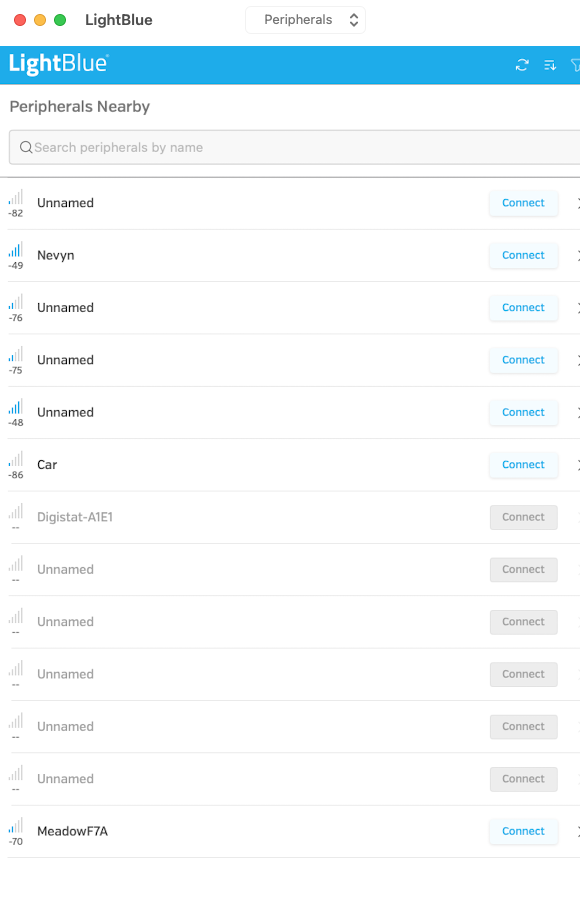 LightBlue
Peripherals
LightBlue
Peripherals Nearby
Search peripherals by name
-82
Unnamed
Connect
-49
Nevyn
Connect
-76
Unnamed
Connect
-75
Unnamed
Connect
-48
Unnamed
Connect
-86
Car
Connect
--
Digistat-A1E1
Connect
--
Unnamed
Connect
--
Unnamed
Connect
--
Unnamed
Connect
--
Unnamed
Connect
--
Unnamed
Connect
-70
MeadowF7A
Connect